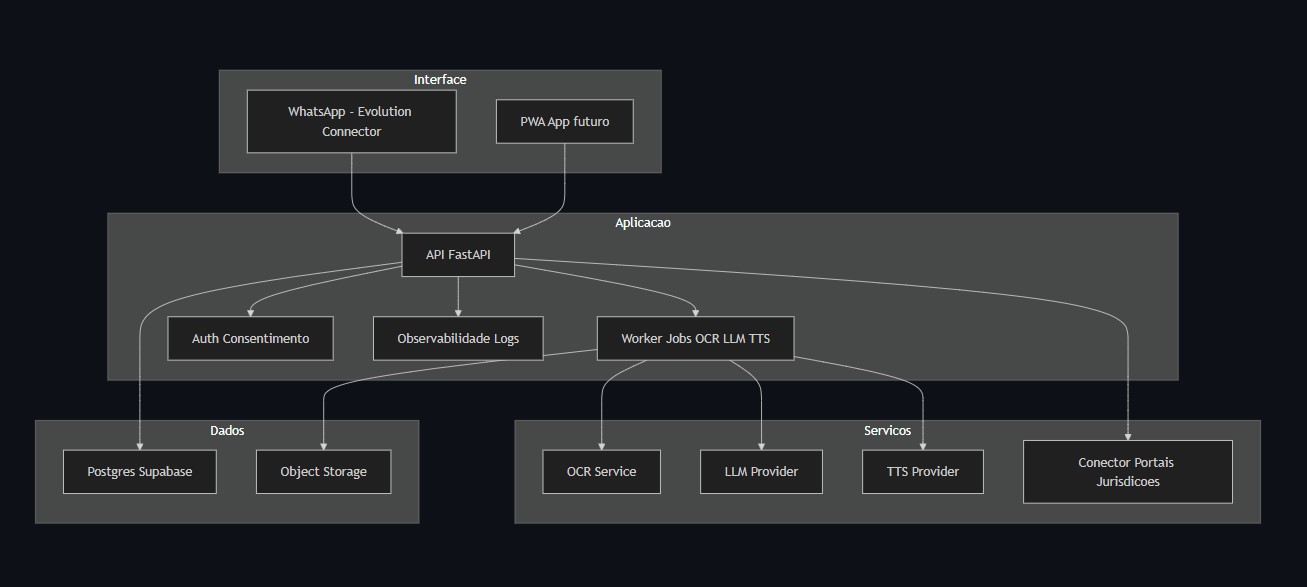 Interface
WhatsApp - Evolution
Connector
PWA App futuro
Aplicacao
API FastAPI
Auth Consentimento
Observabilidade Logs
Worker Jobs OCR LLM TTS
Dados
Postgres Supabase
Object Storage
Servicos
OCR Service
LLM Provider
TTS Provider
Conector Portais
Jurisdicoes